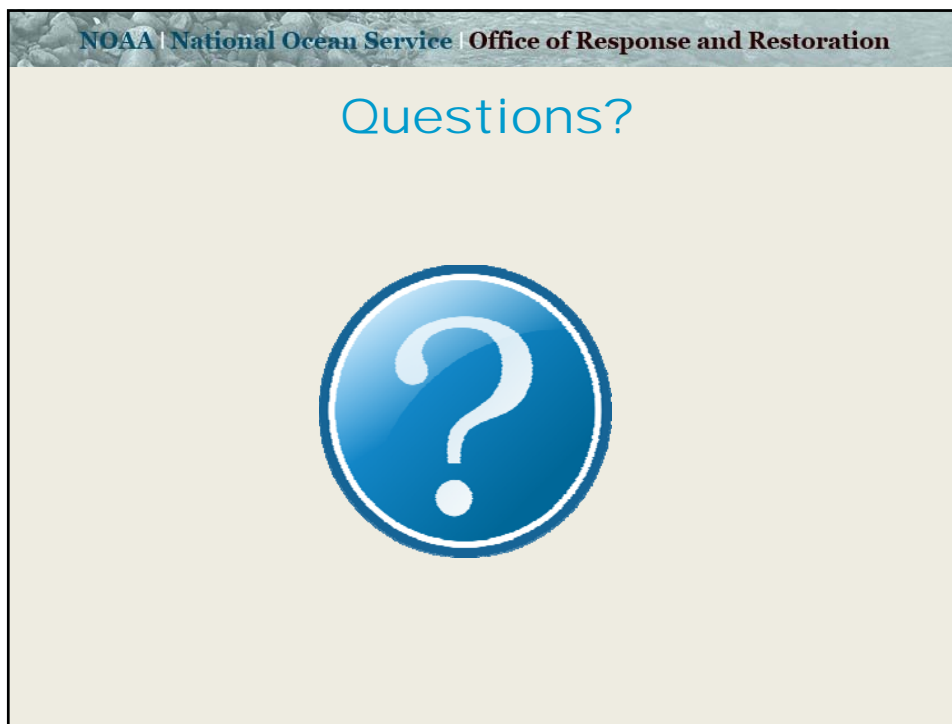 NOAA | National Ocean Service | Office of Response and Restoration
Questions?
?